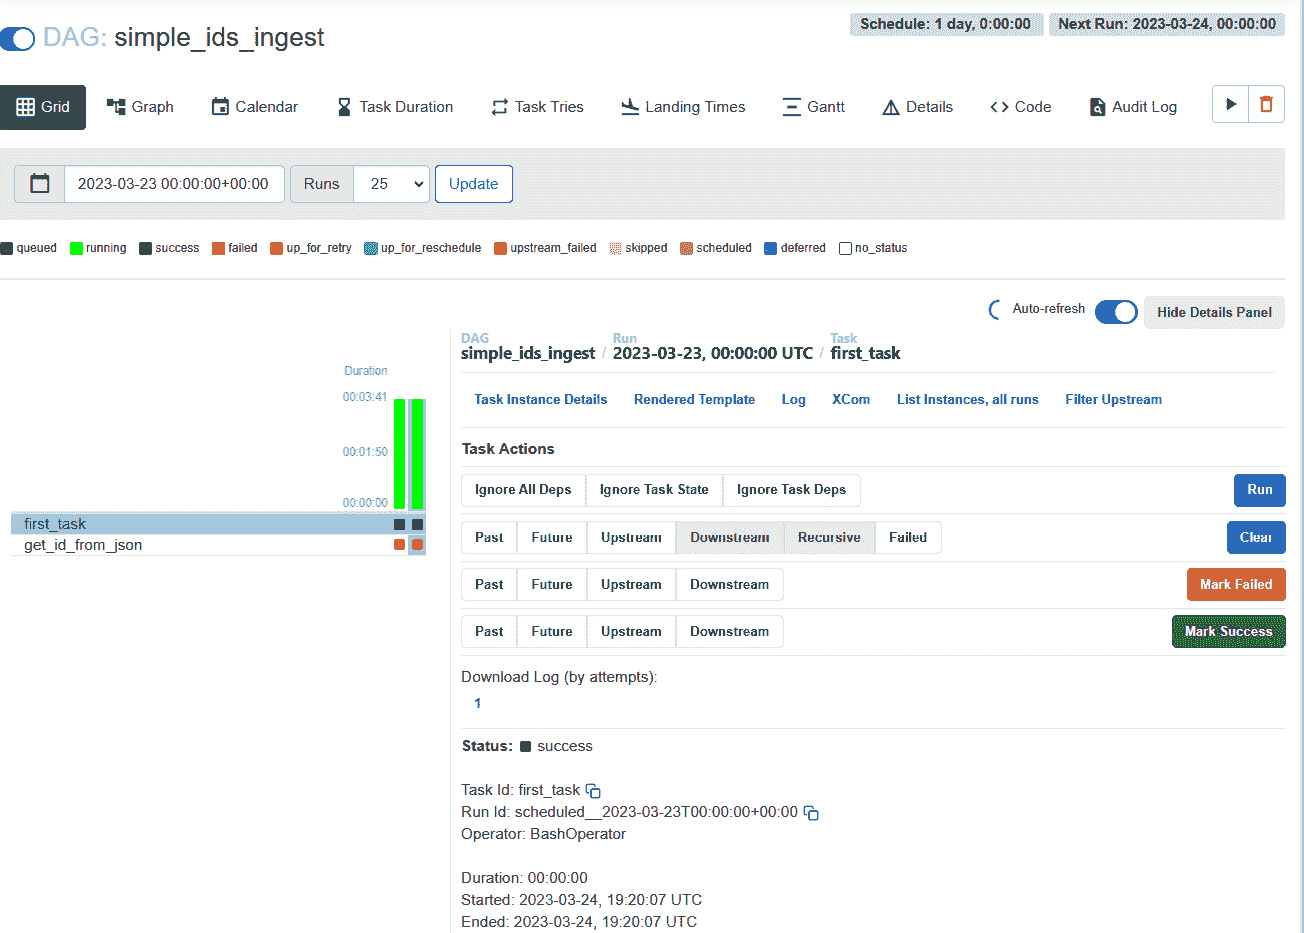 DAG: simple_ids_ingest
Schedule: 1 day, 0:00:00
Next Run: 2023-03-24, 00:00:00
Grid
Graph
Calendar
Task Duration
Task Tries
Landing Times
Gantt
Details
Code
Audit Log
2023-03-23 00:00:00+00:00
Runs
25
Update
queued
running
success
failed
up_for_retry
up_for_reschedule
upstream_failed
skipped
scheduled
deferred
no_status
Auto-refresh
Hide Details Panel
Duration
00:03:41
00:01:50
00:00:00
first_task
get_id_from_json
DAG
simple_ids_ingest /
Run
2023-03-23, 00:00:00 UTC /
Task
first_task
Task Instance Details
Rendered Template
Log
XCom
List Instances, all runs
Filter Upstream
Task Actions
Ignore All Deps
Ignore Task State
Ignore Task Deps
Run
Past
Future
Upstream
Downstream
Recursive
Failed
Clear
Past
Future
Upstream
Downstream
Mark Failed
Past
Future
Upstream
Downstream
Mark Success
Download Log (by attempts):
1
Status: success
Task Id: first_task
Run Id: scheduled__2023-03-23T00:00:00+00:00
Operator: BashOperator
Duration: 00:00:00
Started: 2023-03-24, 19:20:07 UTC
Ended: 2023-03-24, 19:20:07 UTC